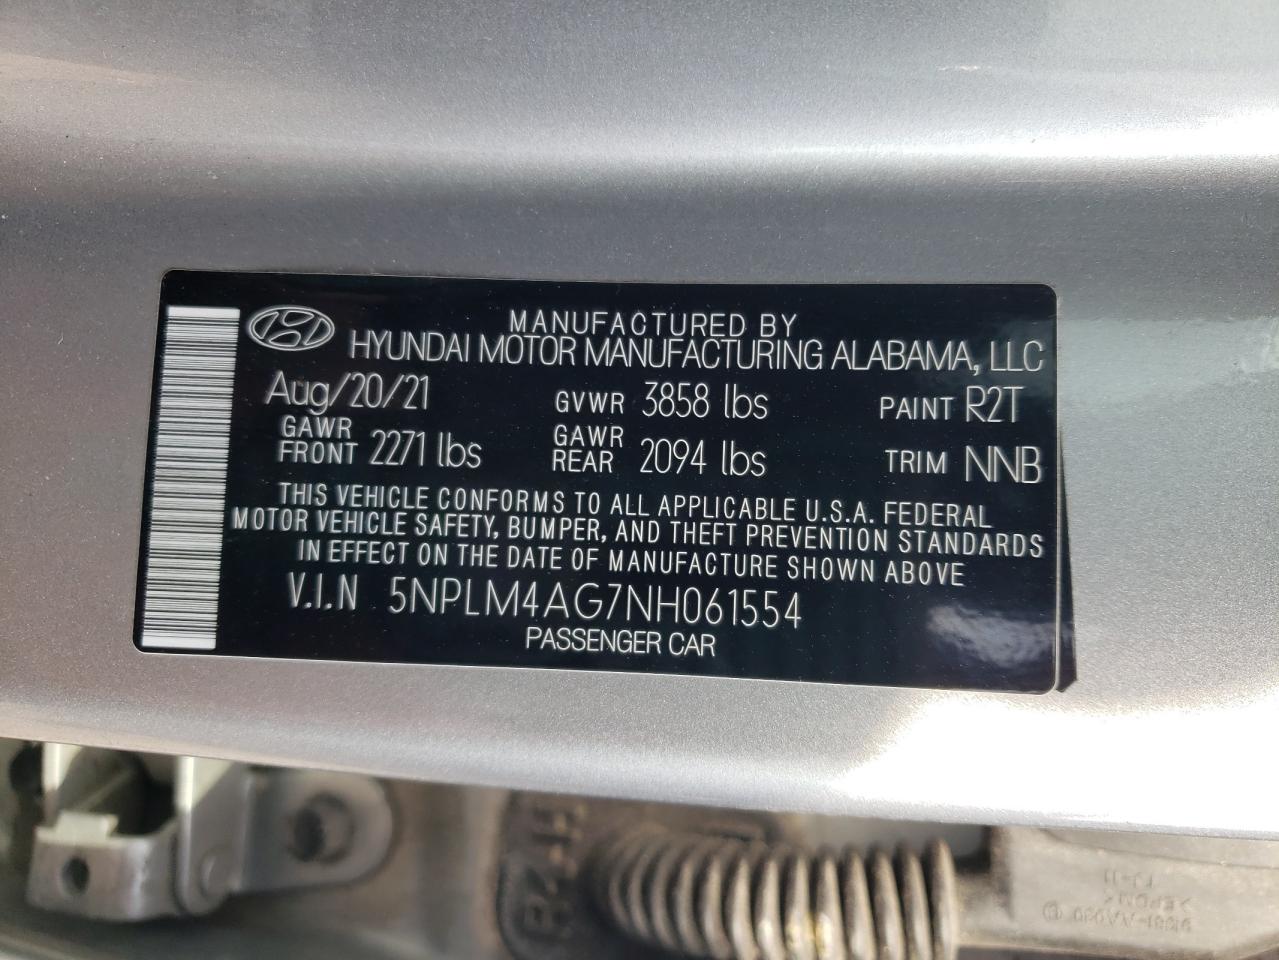 MANUFACTURED BY
HYUNDAI MOTOR MANUFACTURING ALABAMA, LLC
Aug/20/21 GVWR 3858 lbs PAINT R2T
GAWR FRONT 2271 lbs GAWR REAR 2094 lbs TRIM NNB
THIS VEHICLE CONFORMS TO ALL APPLICABLE U.S.A. FEDERAL
MOTOR VEHICLE SAFETY, BUMPER, AND THEFT PREVENTION STANDARDS
IN EFFECT ON THE DATE OF MANUFACTURE SHOWN ABOVE
V.I.N 5NPLM4AG7NH061554
PASSENGER CAR